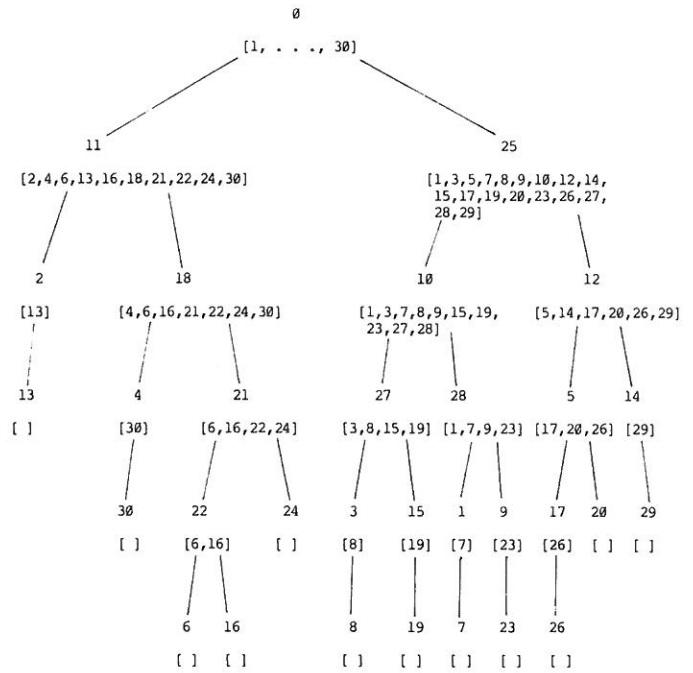 0
[1, . . ., 30]
11 25
[2,4,6,13,16,18,21,22,24,30] [1,3,5,7,8,9,10,12,14,
15,17,19,20,23,26,27,
28,29]
2 18 10 12
[13] [4,6,16,21,22,24,30] [1,3,7,8,9,15,19, [5,14,17,20,26,29]
23,27,28]
13 4 21 27 28 5 14
[ ] [30] [6,16,22,24] [3,8,15,19] [1,7,9,23] [17,20,26] [29]
30 22 24 3 15 1 9 17 20 29
[ ] [6,16] [ ] [8] [19] [7] [23] [26] [ ] [ ]
6 16 8 19 7 23 26
[ ] [ ] [ ] [ ] [ ] [ ] [ ]